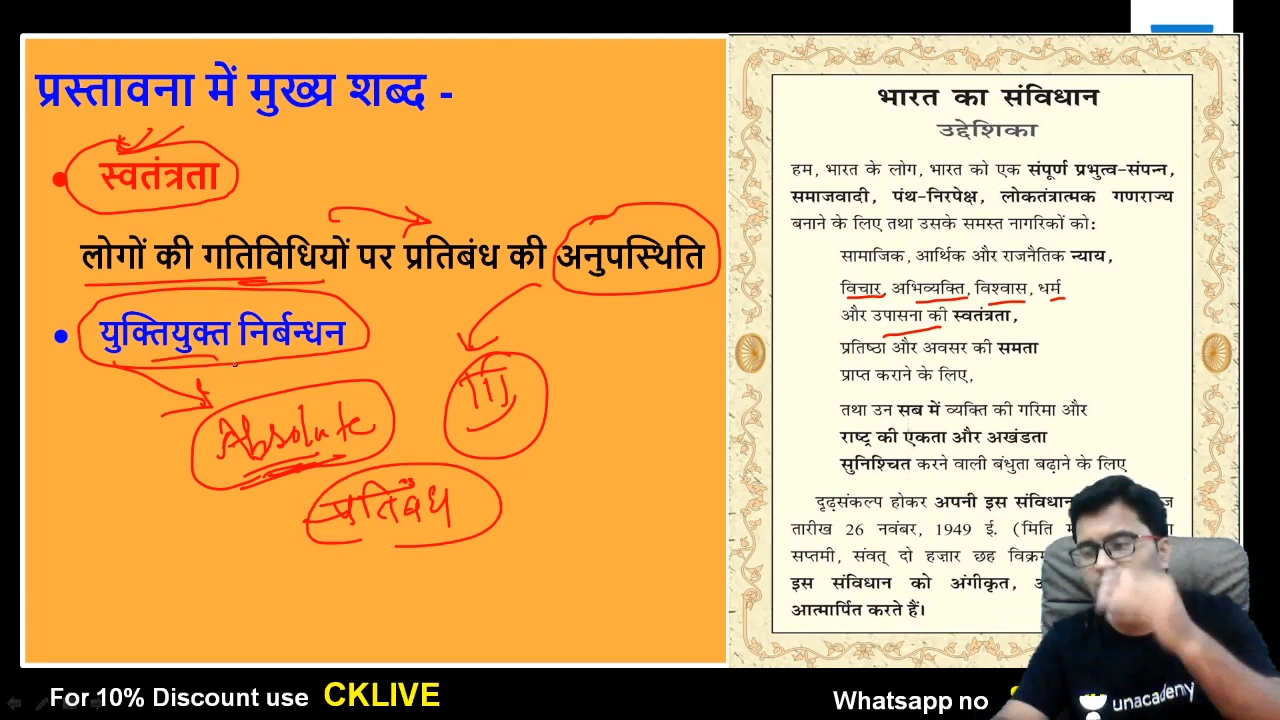 प्रस्तावना में मुख्य शब्द -
• स्वतंत्रता
लोगों की गतिविधियों पर प्रतिबंध की अनुपस्थिति
• युक्तियुक्त निर्बन्धन
Absolute
III
प्रतिबंध
भारत का संविधान
उद्देशिका
हम, भारत के लोग, भारत को एक संपूर्ण प्रभुत्व-संपन्न,
समाजवादी, पंथ-निरपेक्ष, लोकतंत्रात्मक गणराज्य
बनाने के लिए तथा उसके समस्त नागरिकों को:
सामाजिक, आर्थिक और राजनैतिक न्याय,
विचार, अभिव्यक्ति, विश्वास, धर्म
और उपासना की स्वतंत्रता,
प्रतिष्ठा और अवसर की समता
प्राप्त कराने के लिए,
तथा उन सब में व्यक्ति की गरिमा और
राष्ट्र की एकता और अखंडता
सुनिश्चित करने वाली बंधुता बढ़ाने के लिए
दृढ़संकल्प होकर अपनी इस संविधान
तारीख 26 नवंबर, 1949 ई. (मिति
सप्तमी, संवत् दो हजार छह विक्रम
इस संविधान को अंगीकृत,
आत्मार्पित करते हैं।
unacademy
For 10% Discount use CKLIVE
Whatsapp no